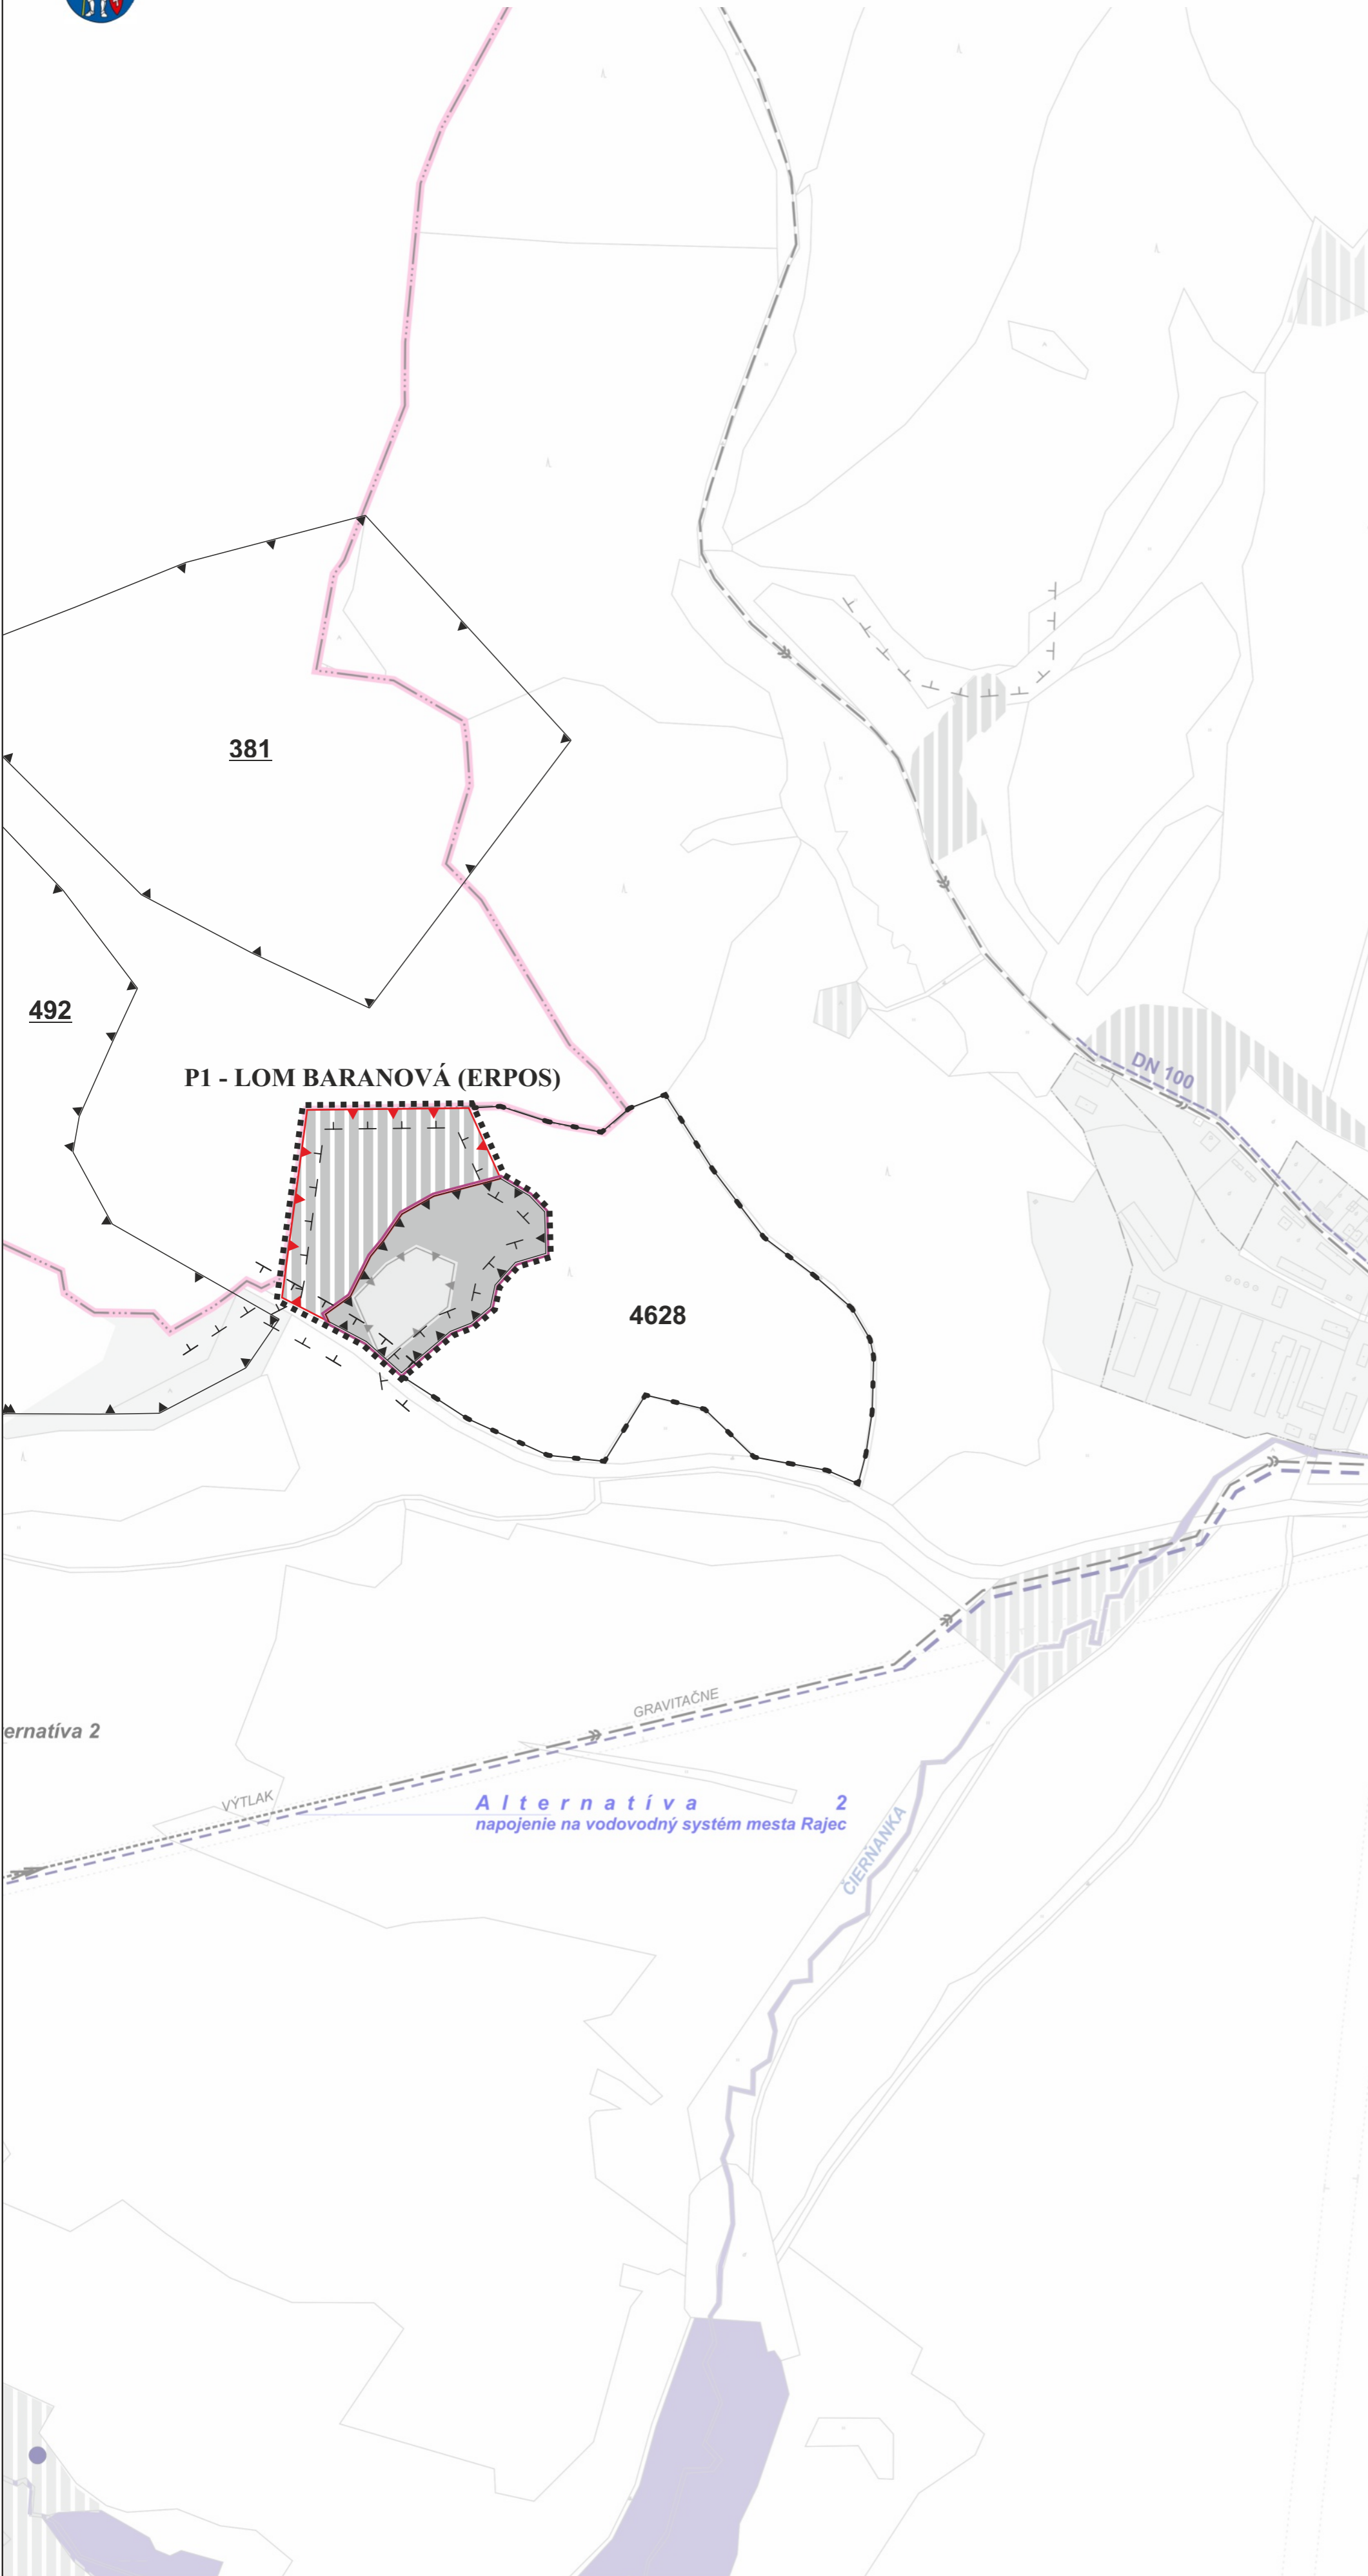 381
492
P1 - LOM BARANOVÁ (ERPOS)
DN 100
4628
GRAVITAČNE
ernatíva 2
VÝTLAK
Alternatíva 2
napojenie na vodovodný systém mesta Rajec
ČIERŇANKA